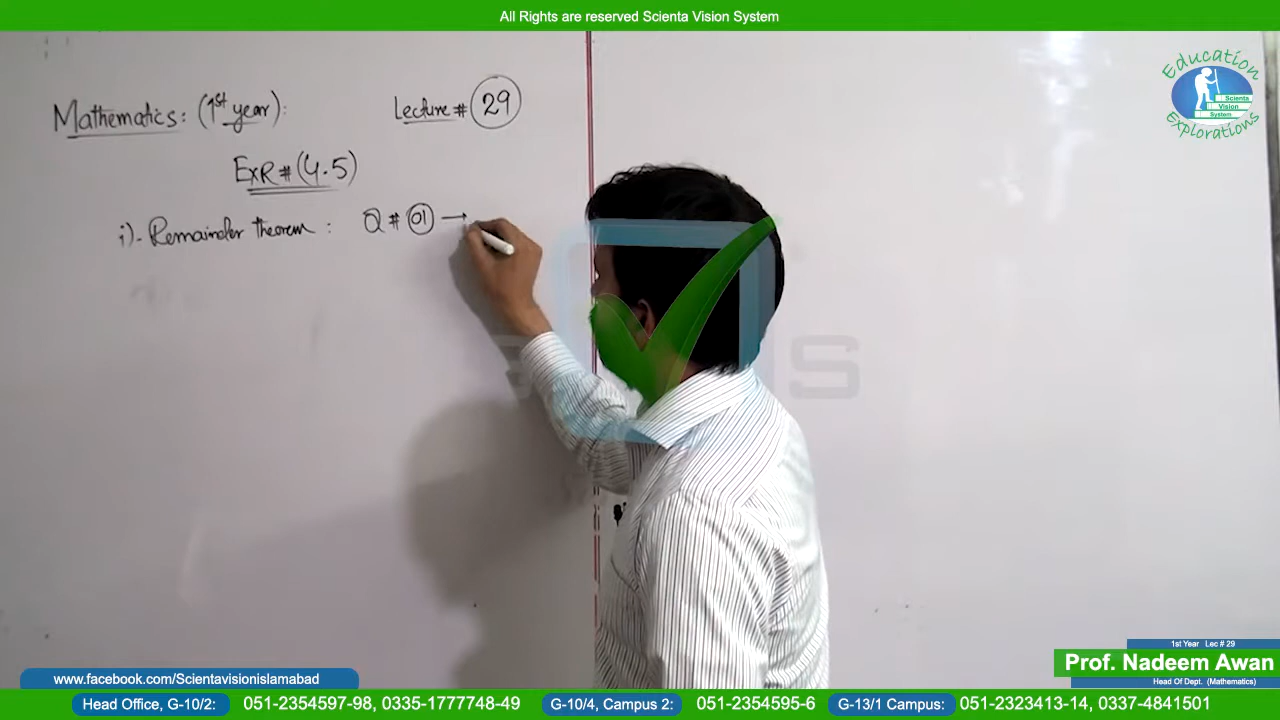 All Rights are reserved Scienta Vision System
Education
Scienta
Vision
System
Explorations
Mathematics: (1st year):
Lecture # 29
EXR # (4.5)
i). Remainder theorem : Q # 01 →
1st Year Lec # 29
Prof. Nadeem Awan
Head Of Dept. (Mathematics)
www.facebook.com/Scientavisionislamabad
Head Office, G-10/2: 051-2354597-98, 0335-1777748-49 G-10/4, Campus 2: 051-2354595-6 G-13/1 Campus: 051-2323413-14, 0337-4841501